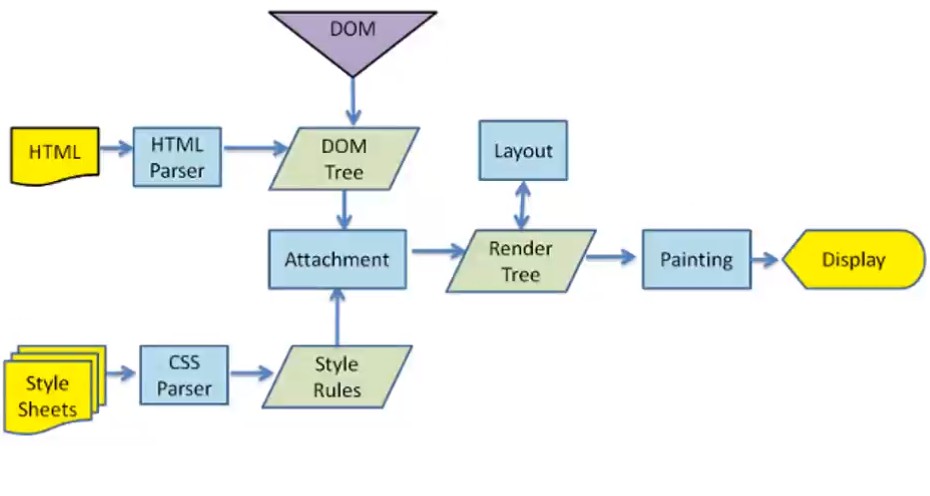 DOM
HTML
HTML
Parser
DOM
Tree
Layout
Attachment
Render
Tree
Painting
Display
Style
Sheets
CSS
Parser
Style
Rules